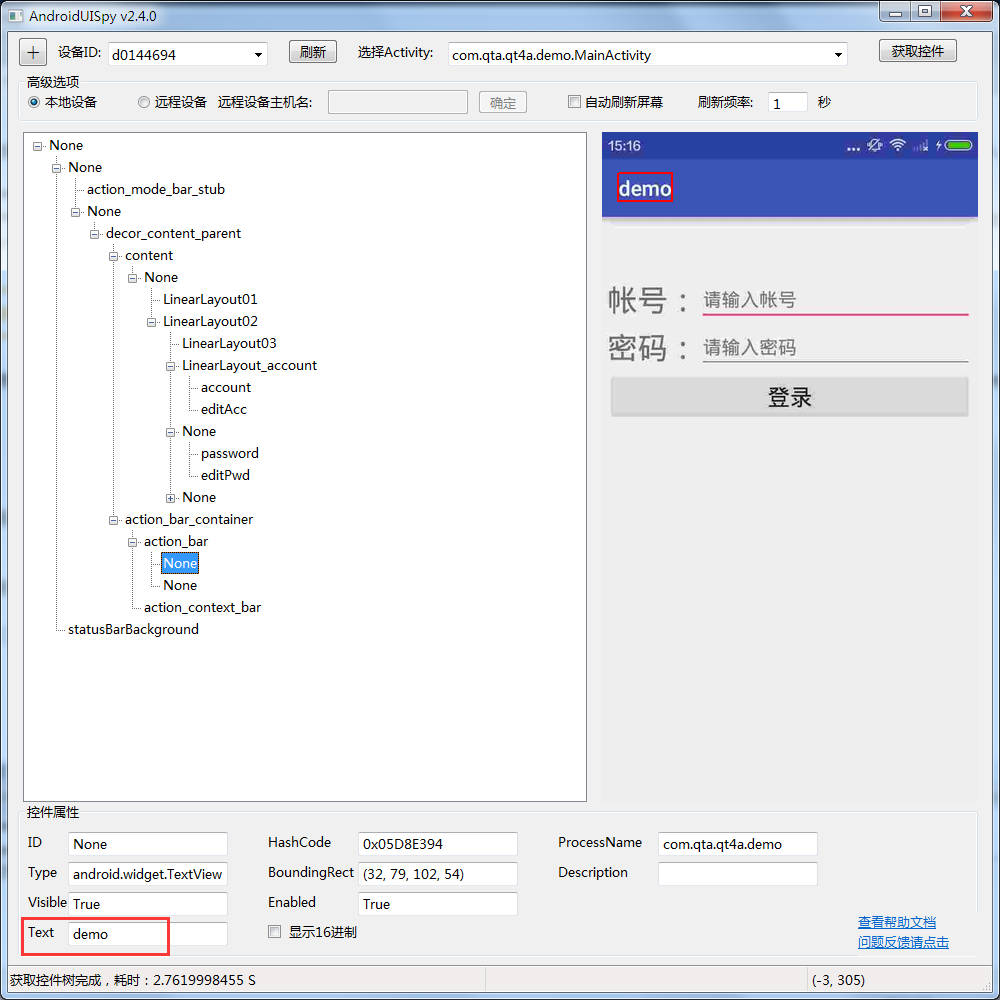 AndroidUISpy v2.4.0
设备ID: d0144694 刷新 选择Activity: com.qta.qt4a.demo.MainActivity 获取控件
高级选项
本地设备 远程设备 远程设备主机名: 确定 自动刷新屏幕 刷新频率: 1 秒
None
None
action_mode_bar_stub
None
decor_content_parent
content
None
LinearLayout01
LinearLayout02
LinearLayout03
LinearLayout_account
account
editAcc
None
password
editPwd
None
action_bar_container
action_bar
None
None
action_context_bar
statusBarBackground
15:16
demo
帐号： 请输入帐号
密码： 请输入密码
登录
控件属性
ID None HashCode 0x05D8E394 ProcessName com.qta.qt4a.demo
Type android.widget.TextView BoundingRect (32, 79, 102, 54) Description
Visible True Enabled True
Text demo 显示16进制
查看帮助文档
问题反馈请点击
获取控件树完成，耗时：2.7619998455 S (-3, 305)